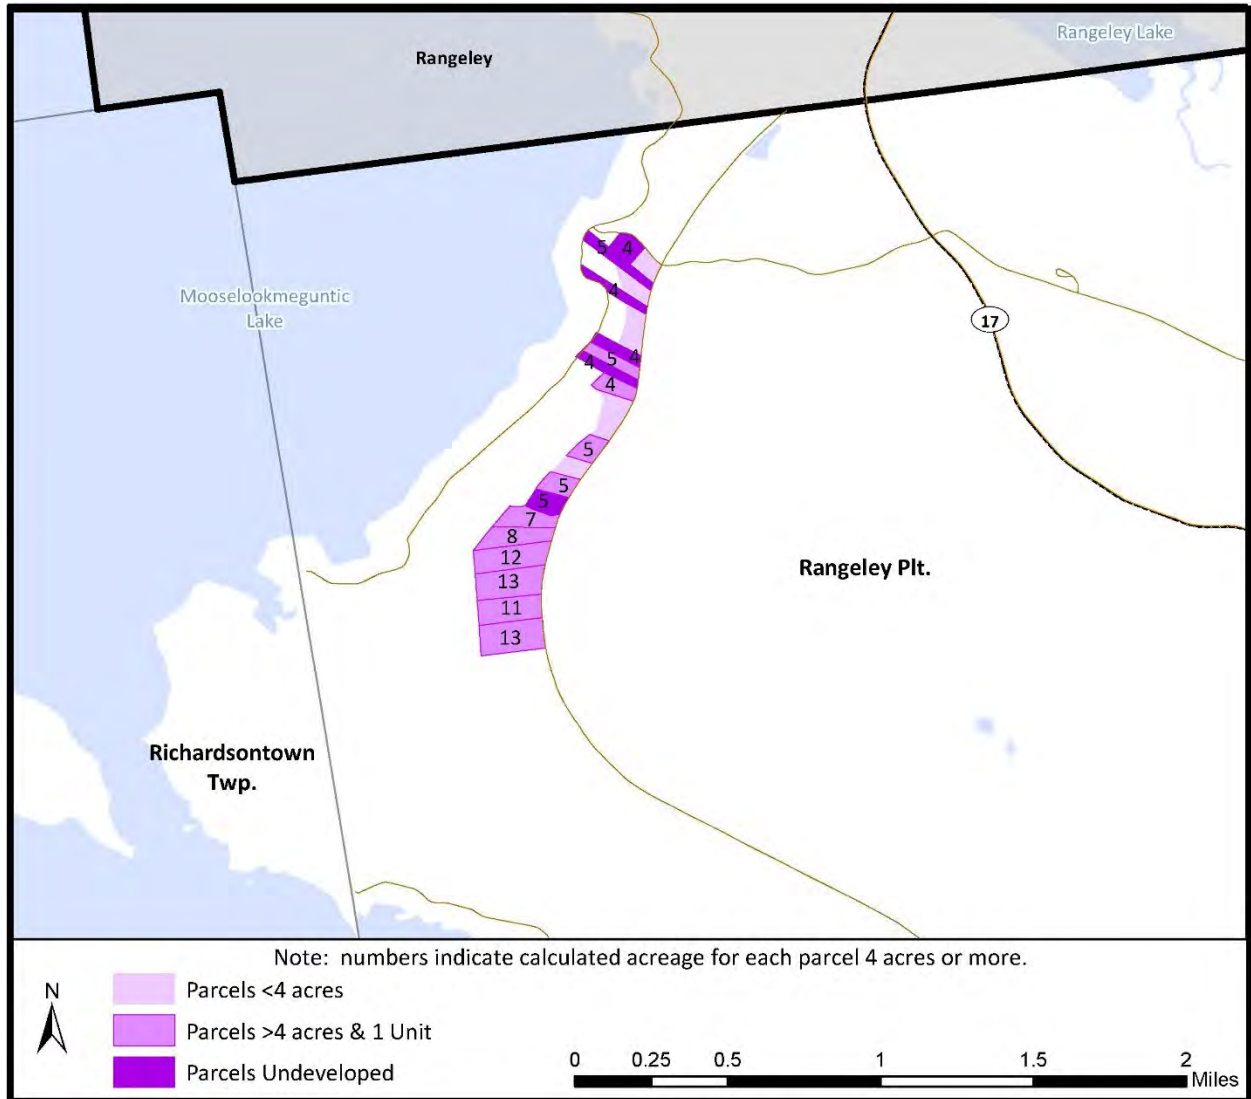 Rangeley Lake
Rangeley
Mooselookmeguntic
Lake
17
5
4
4
4
5
4
4
5
5
5
7
8
12
13
11
13
Rangeley Plt.
Richardsontown
Twp.
Note: numbers indicate calculated acreage for each parcel 4 acres or more.
N
Parcels <4 acres
Parcels >4 acres & 1 Unit
Parcels Undeveloped
0 0.25 0.5 1 1.5 2
Miles